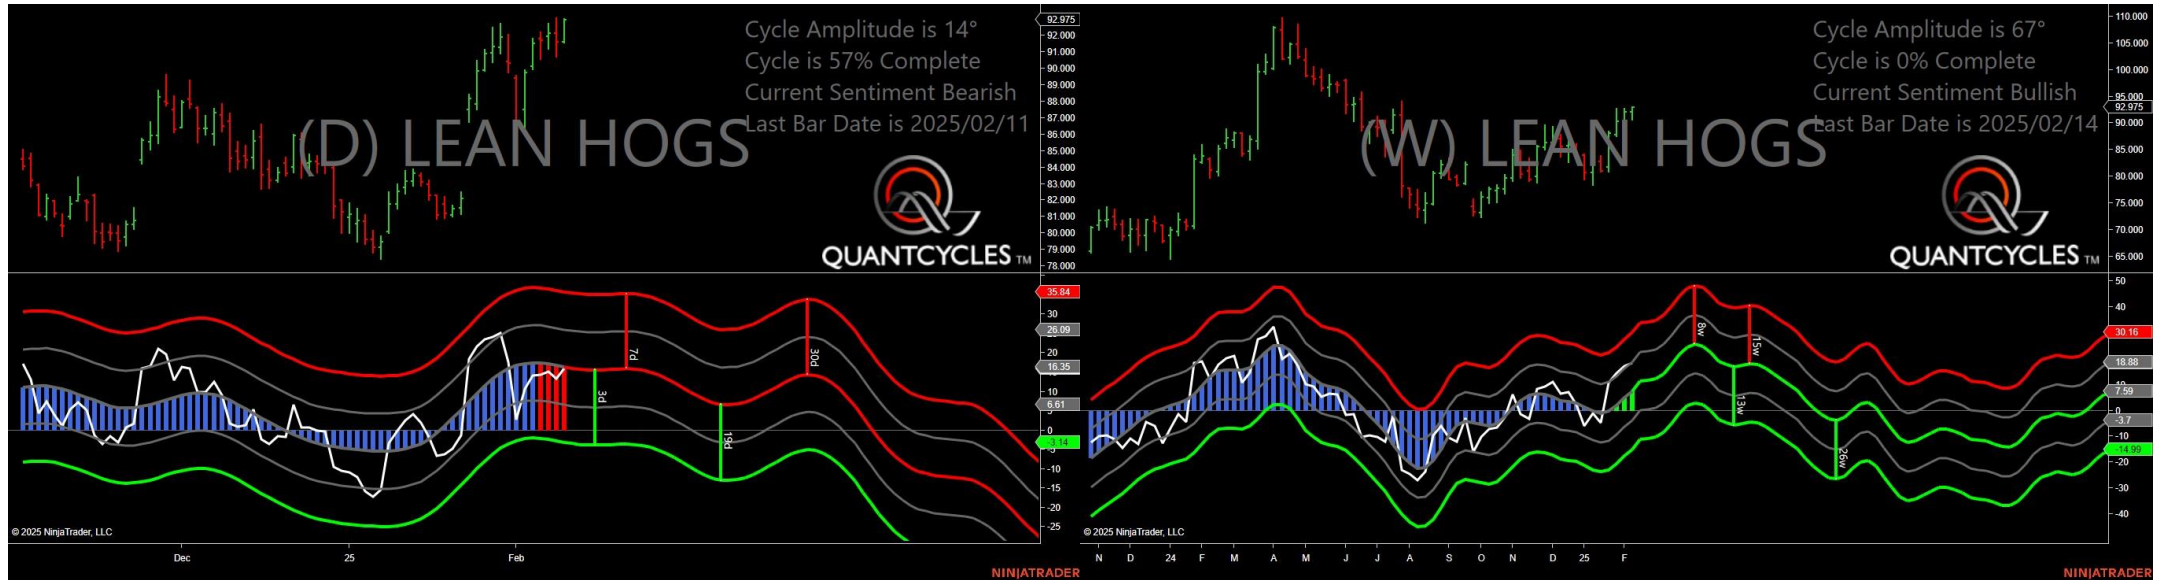 Cycle Amplitude is 14°
Cycle is 57% Complete
Current Sentiment Bearish
Last Bar Date is 2025/02/11
(D) LEAN HOGS
QUANTCYCLES TM
92.975
92.000
91.000
90.000
89.000
88.000
87.000
86.000
85.000
84.000
83.000
82.000
81.000
80.000
79.000
78.000
35.84
30
26.09
20
16.35
10
6.61
5
0
-3.14
-5
-10
-15
-20
-25
3d
7d
19d
30d
© 2025 NinjaTrader, LLC
Dec
25
Feb
NINJATRADER
Cycle Amplitude is 67°
Cycle is 0% Complete
Current Sentiment Bullish
Last Bar Date is 2025/02/14
(W) LEAN HOGS
QUANTCYCLES TM
110.000
105.000
100.000
95.000
92.975
90.000
85.000
80.000
75.000
70.000
65.000
50
40
30.16
18.88
10
7.59
0
-3.7
-10
-14.99
-20
-30
-40
8w
15w
13w
26w
© 2025 NinjaTrader, LLC
N D 24 F M A M J J A S O N D 25 F
NINJATRADER